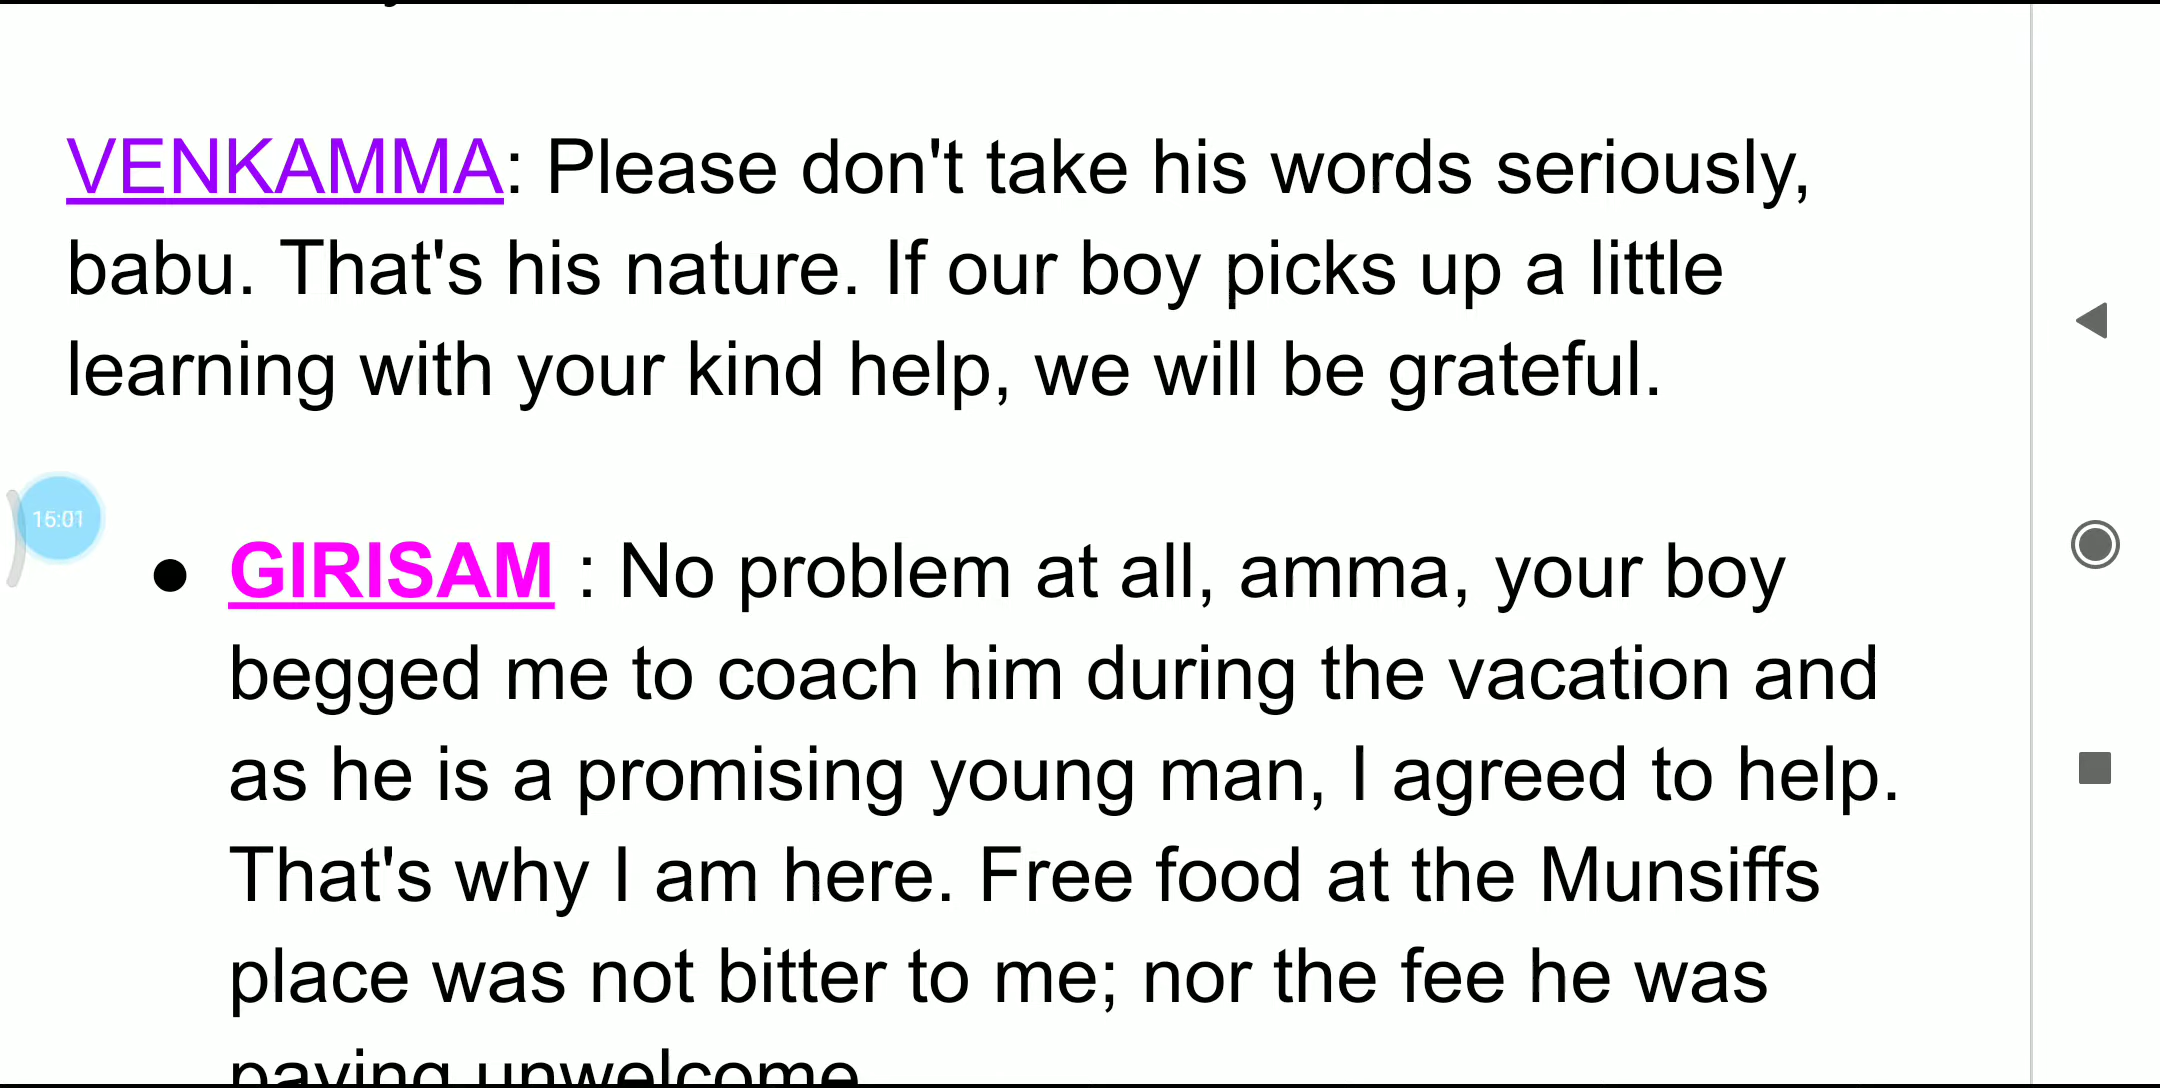 VENKAMMA: Please don't take his words seriously,
babu. That's his nature. If our boy picks up a little
learning with your kind help, we will be grateful.
15:01
● GIRISAM : No problem at all, amma, your boy
begged me to coach him during the vacation and
as he is a promising young man, I agreed to help.
That's why I am here. Free food at the Munsiffs
place was not bitter to me; nor the fee he was
paying unwelcome